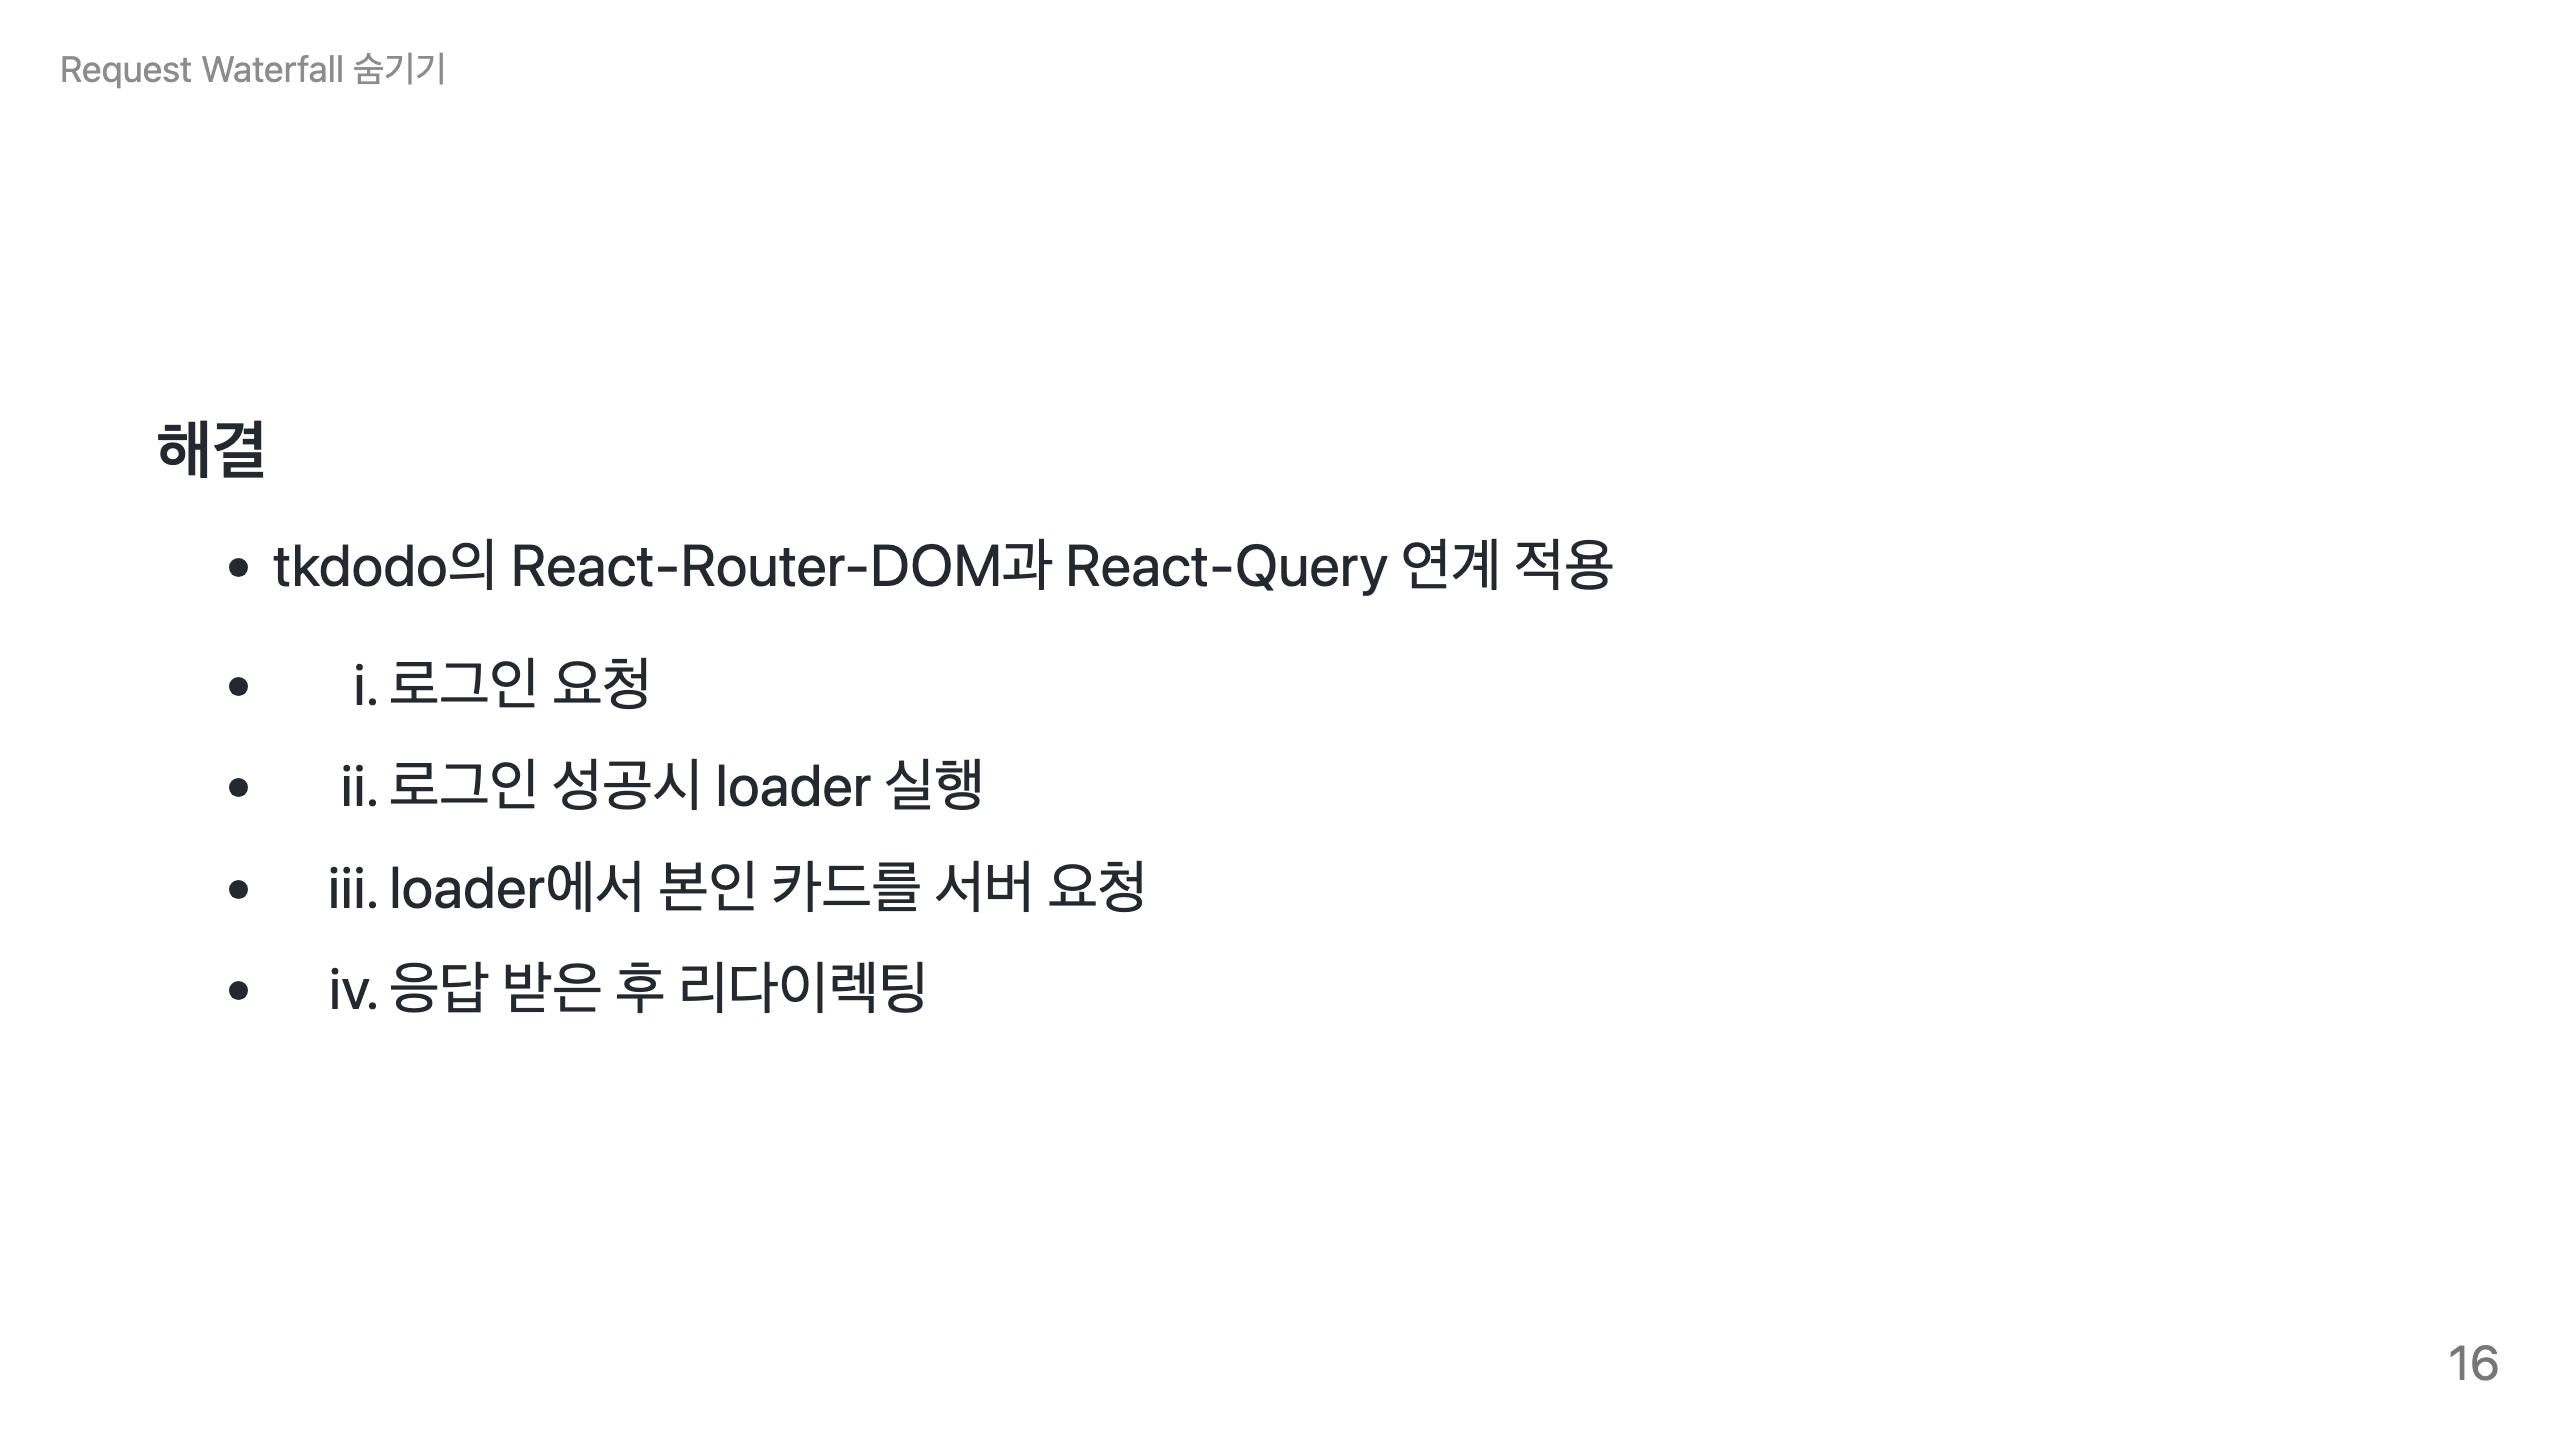 Request Waterfall 숨기기
해결
• tkdodo의 React-Router-DOM과 React-Query 연계 적용
• i. 로그인 요청
• ii. 로그인 성공시 loader 실행
• iii. loader에서 본인 카드를 서버 요청
• iv. 응답 받은 후 리다이렉팅
16